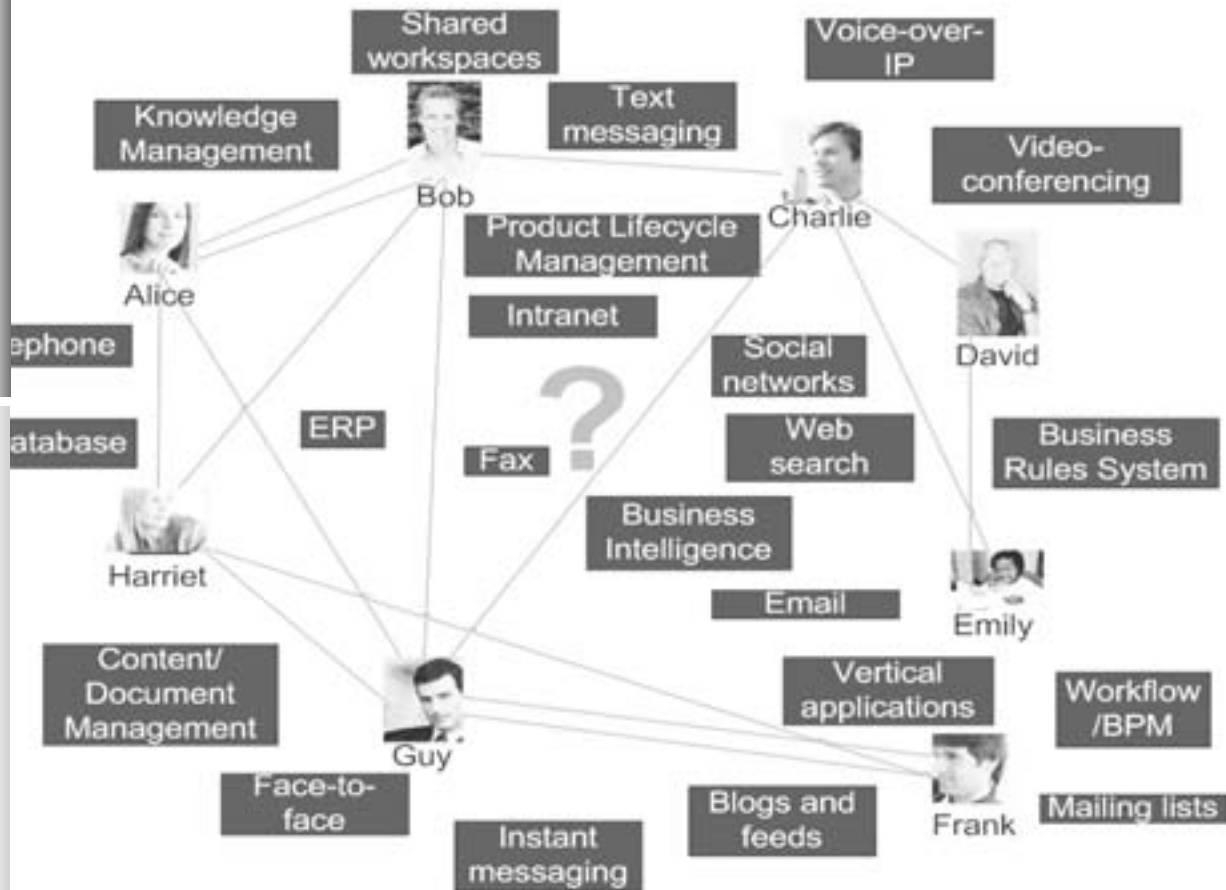 Shared
workspaces
Voice-over-
IP
Knowledge
Management
Text
messaging
Video-
conferencing
Bob
Charlie
Product Lifecycle
Management
Alice
Intranet
ephone
Social
networks
David
ERP
atabase
Fax
?
Web
search
Business
Rules System
Business
Intelligence
Harriet
Email
Emily
Content/
Document
Management
Vertical
applications
Workflow
/BPM
Guy
Face-to-
face
Instant
messaging
Blogs and
feeds
Frank
Mailing lists